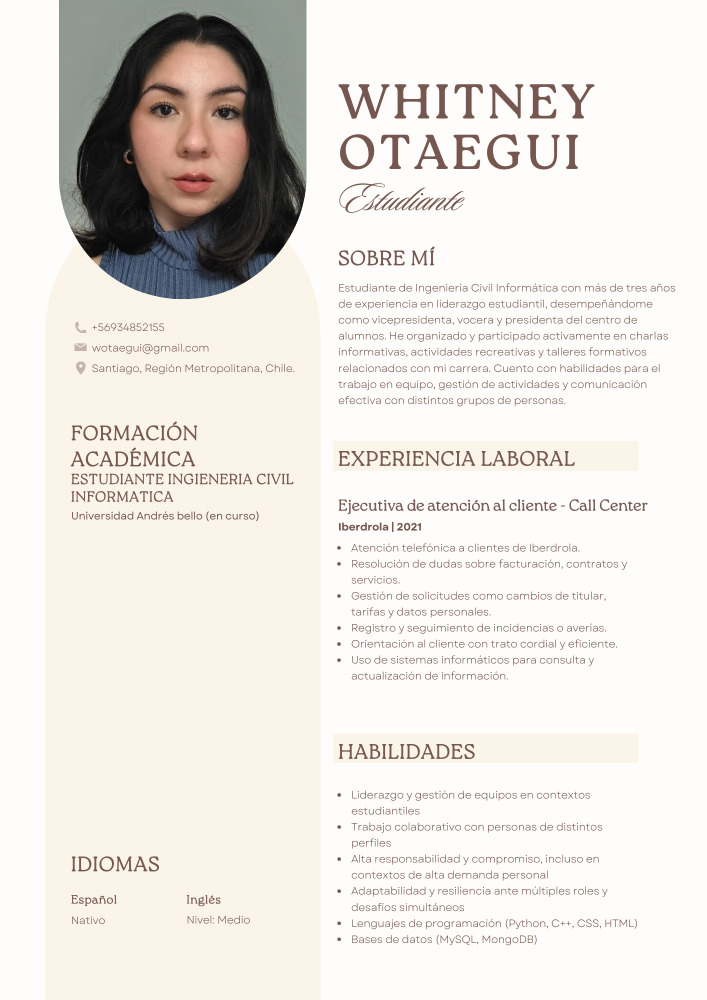 WHITNEY
OTAEGUI
Estudiante
SOBRE MÍ
Estudiante de Ingeniería Civil Informática con más de tres años
de experiencia en liderazgo estudiantil, desempeñándome
como vicepresidenta, vocera y presidenta del centro de
alumnos. He organizado y participado activamente en charlas
informativas, actividades recreativas y talleres formativos
relacionados con mi carrera. Cuento con habilidades para el
trabajo en equipo, gestión de actividades y comunicación
efectiva con distintos grupos de personas.
+56934852155
wotaegui@gmail.com
Santiago, Región Metropolitana, Chile.
FORMACIÓN
ACADÉMICA
ESTUDIANTE INGIENERIA CIVIL
INFORMATICA
Universidad Andrés bello (en curso)
IDIOMAS
Español
Nativo
Inglés
Nivel: Medio
EXPERIENCIA LABORAL
Ejecutiva de atención al cliente - Call Center
Iberdrola | 2021
• Atención telefónica a clientes de Iberdrola.
• Resolución de dudas sobre facturación, contratos y
servicios.
• Gestión de solicitudes como cambios de titular,
tarifas y datos personales.
• Registro y seguimiento de incidencias o averías.
• Orientación al cliente con trato cordial y eficiente.
• Uso de sistemas informáticos para consulta y
actualización de información.
HABILIDADES
• Liderazgo y gestión de equipos en contextos
estudiantiles
• Trabajo colaborativo con personas de distintos
perfiles
• Alta responsabilidad y compromiso, incluso en
contextos de alta demanda personal
• Adaptabilidad y resiliencia ante múltiples roles y
desafíos simultáneos
• Lenguajes de programación (Python, C++, CSS, HTML)
• Bases de datos (MySQL, MongoDB)